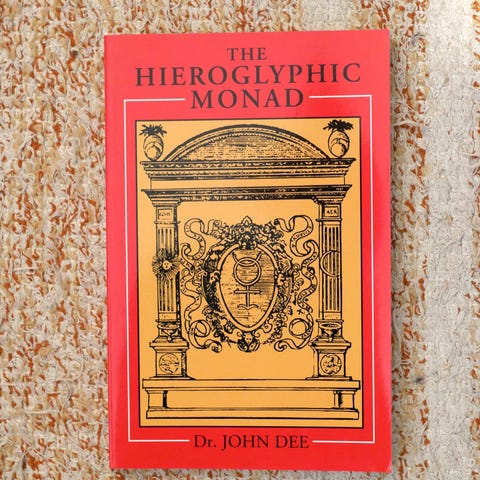 THE
HIEROGLYPHIC
MONAD
Dr. JOHN DEE